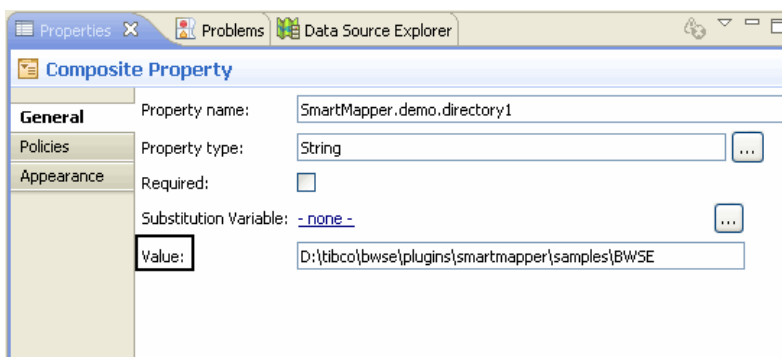 Properties Problems Data Source Explorer
Composite Property
General
Policies
Appearance
Property name: SmartMapper.demo.directory1
Property type: String ...
Required:
Substitution Variable: - none - ...
Value: D:\tibco\bwse\plugins\smartmapper\samples\BWSE